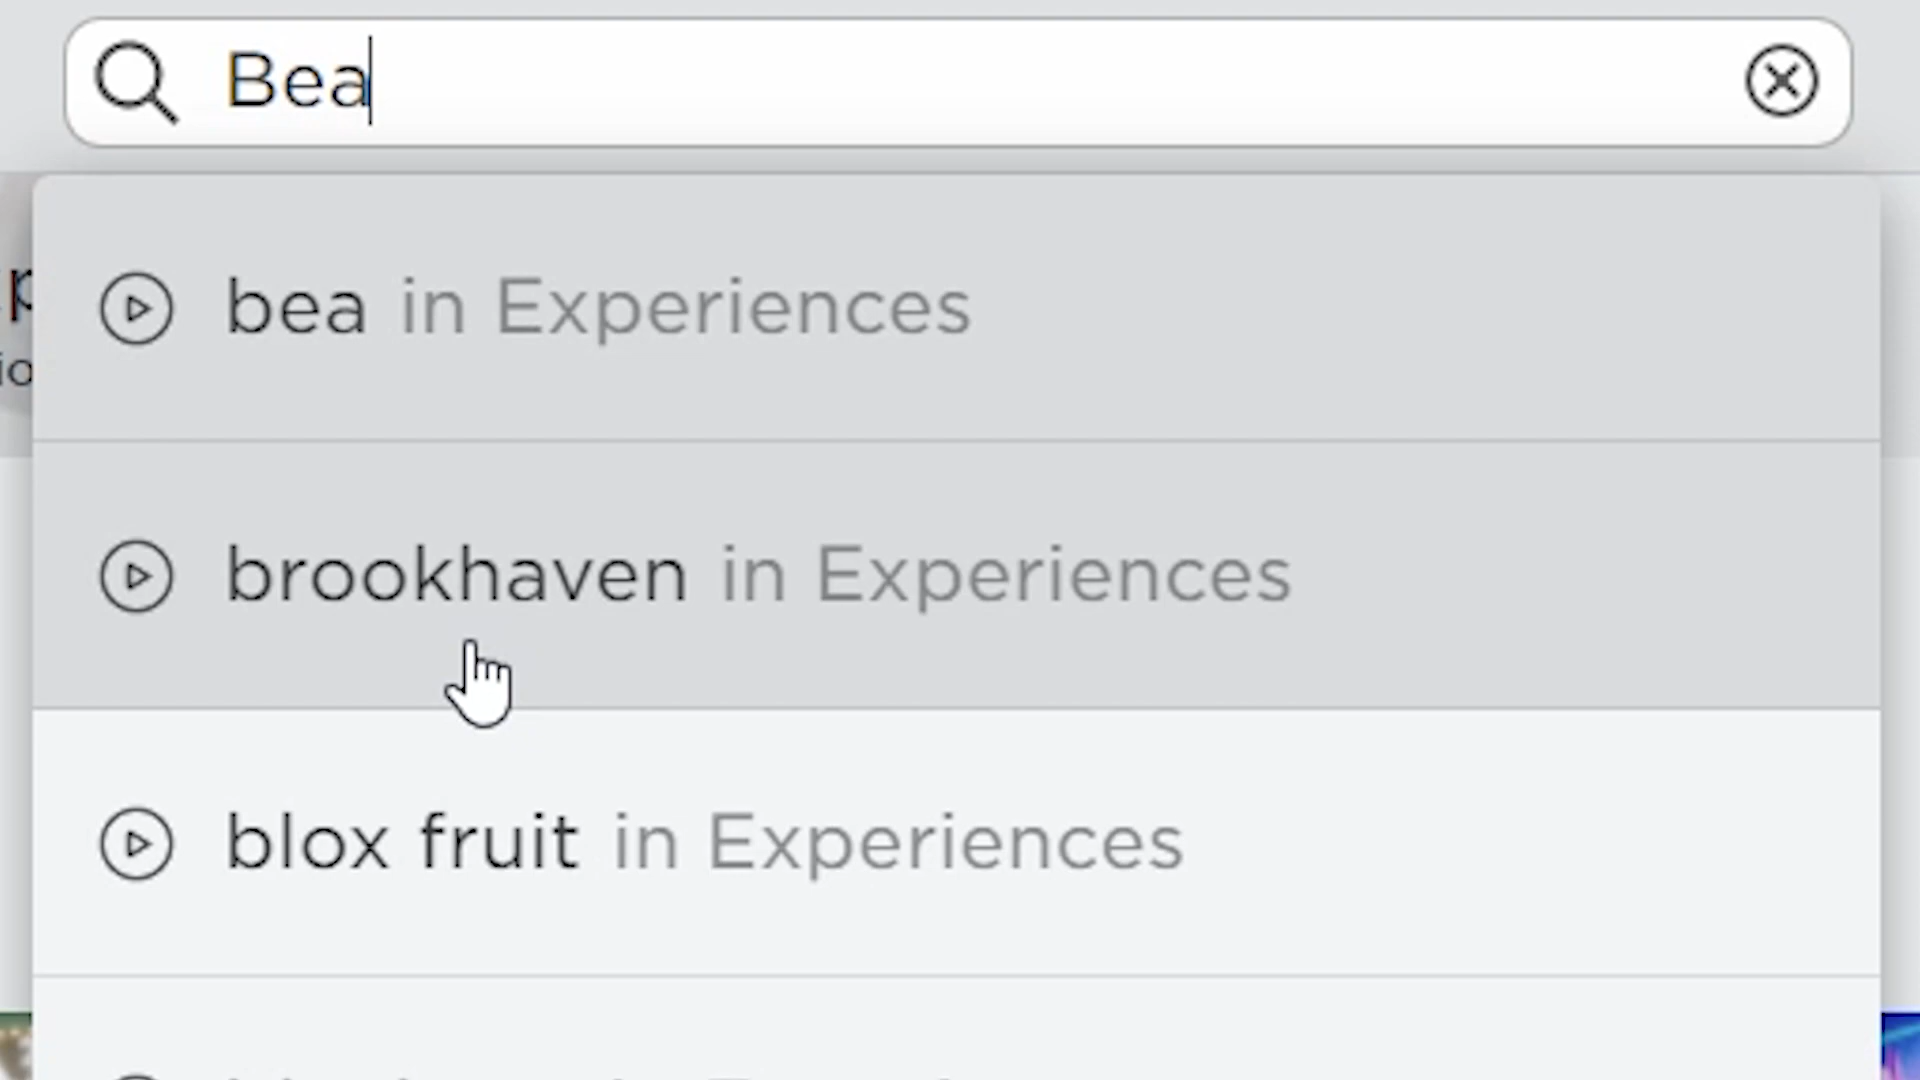 Bea
bea in Experiences
brookhaven in Experiences
blox fruit in Experiences